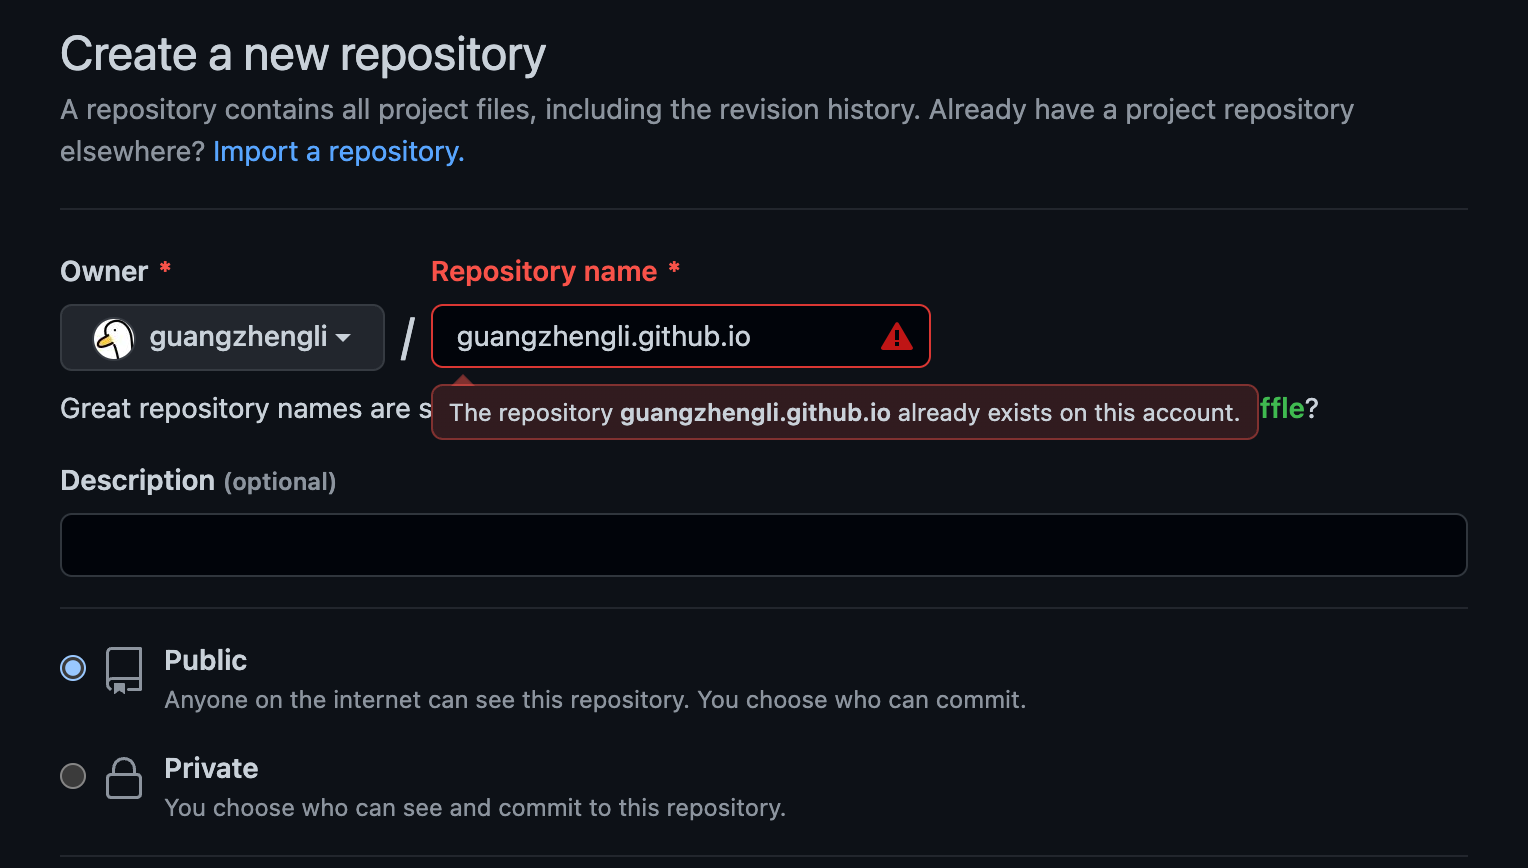 Create a new repository
A repository contains all project files, including the revision history. Already have a project repository
elsewhere? Import a repository.
Owner *
Repository name *
guangzhengli
/
guangzhengli.github.io
Great repository names are
The repository guangzhengli.github.io already exists on this account.
?
Description (optional)
Public
Anyone on the internet can see this repository. You choose who can commit.
Private
You choose who can see and commit to this repository.